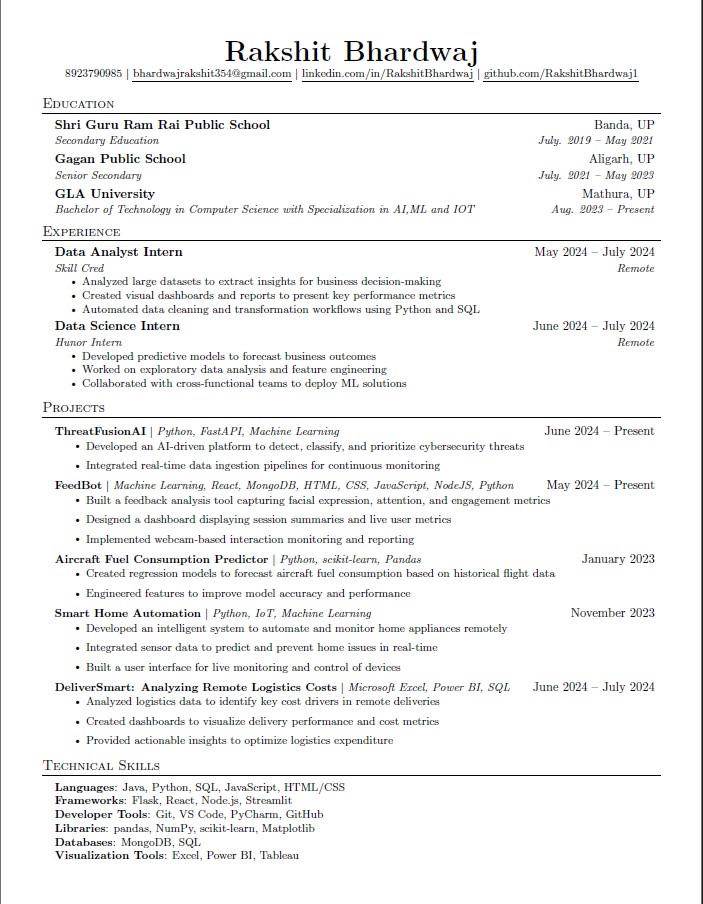 Rakshit Bhardwaj
8923790985 | bhardwajrakshit354@gmail.com | linkedin.com/in/RakshitBhardwaj | github.com/RakshitBhardwaj1
Education
Shri Guru Ram Rai Public School Banda, UP
Secondary Education July. 2019 – May 2021
Gagan Public School Aligarh, UP
Senior Secondary July. 2021 – May 2023
GLA University Mathura, UP
Bachelor of Technology in Computer Science with Specialization in AI,ML and IOT Aug. 2023 – Present
Experience
Data Analyst Intern May 2024 – July 2024
Skill Cred Remote
• Analyzed large datasets to extract insights for business decision-making
• Created visual dashboards and reports to present key performance metrics
• Automated data cleaning and transformation workflows using Python and SQL
Data Science Intern June 2024 – July 2024
Hunor Intern Remote
• Developed predictive models to forecast business outcomes
• Worked on exploratory data analysis and feature engineering
• Collaborated with cross-functional teams to deploy ML solutions
Projects
ThreatFusionAI | Python, FastAPI, Machine Learning June 2024 – Present
• Developed an AI-driven platform to detect, classify, and prioritize cybersecurity threats
• Integrated real-time data ingestion pipelines for continuous monitoring
FeedBot | Machine Learning, React, MongoDB, HTML, CSS, JavaScript, NodeJS, Python May 2024 – Present
• Built a feedback analysis tool capturing facial expression, attention, and engagement metrics
• Designed a dashboard displaying session summaries and live user metrics
• Implemented webcam-based interaction monitoring and reporting
Aircraft Fuel Consumption Predictor | Python, scikit-learn, Pandas January 2023
• Created regression models to forecast aircraft fuel consumption based on historical flight data
• Engineered features to improve model accuracy and performance
Smart Home Automation | Python, IoT, Machine Learning November 2023
• Developed an intelligent system to automate and monitor home appliances remotely
• Integrated sensor data to predict and prevent home issues in real-time
• Built a user interface for live monitoring and control of devices
DeliverSmart: Analyzing Remote Logistics Costs | Microsoft Excel, Power BI, SQL June 2024 – July 2024
• Analyzed logistics data to identify key cost drivers in remote deliveries
• Created dashboards to visualize delivery performance and cost metrics
• Provided actionable insights to optimize logistics expenditure
Technical Skills
Languages: Java, Python, SQL, JavaScript, HTML/CSS
Frameworks: Flask, React, Node.js, Streamlit
Developer Tools: Git, VS Code, PyCharm, GitHub
Libraries: pandas, NumPy, scikit-learn, Matplotlib
Databases: MongoDB, SQL
Visualization Tools: Excel, Power BI, Tableau